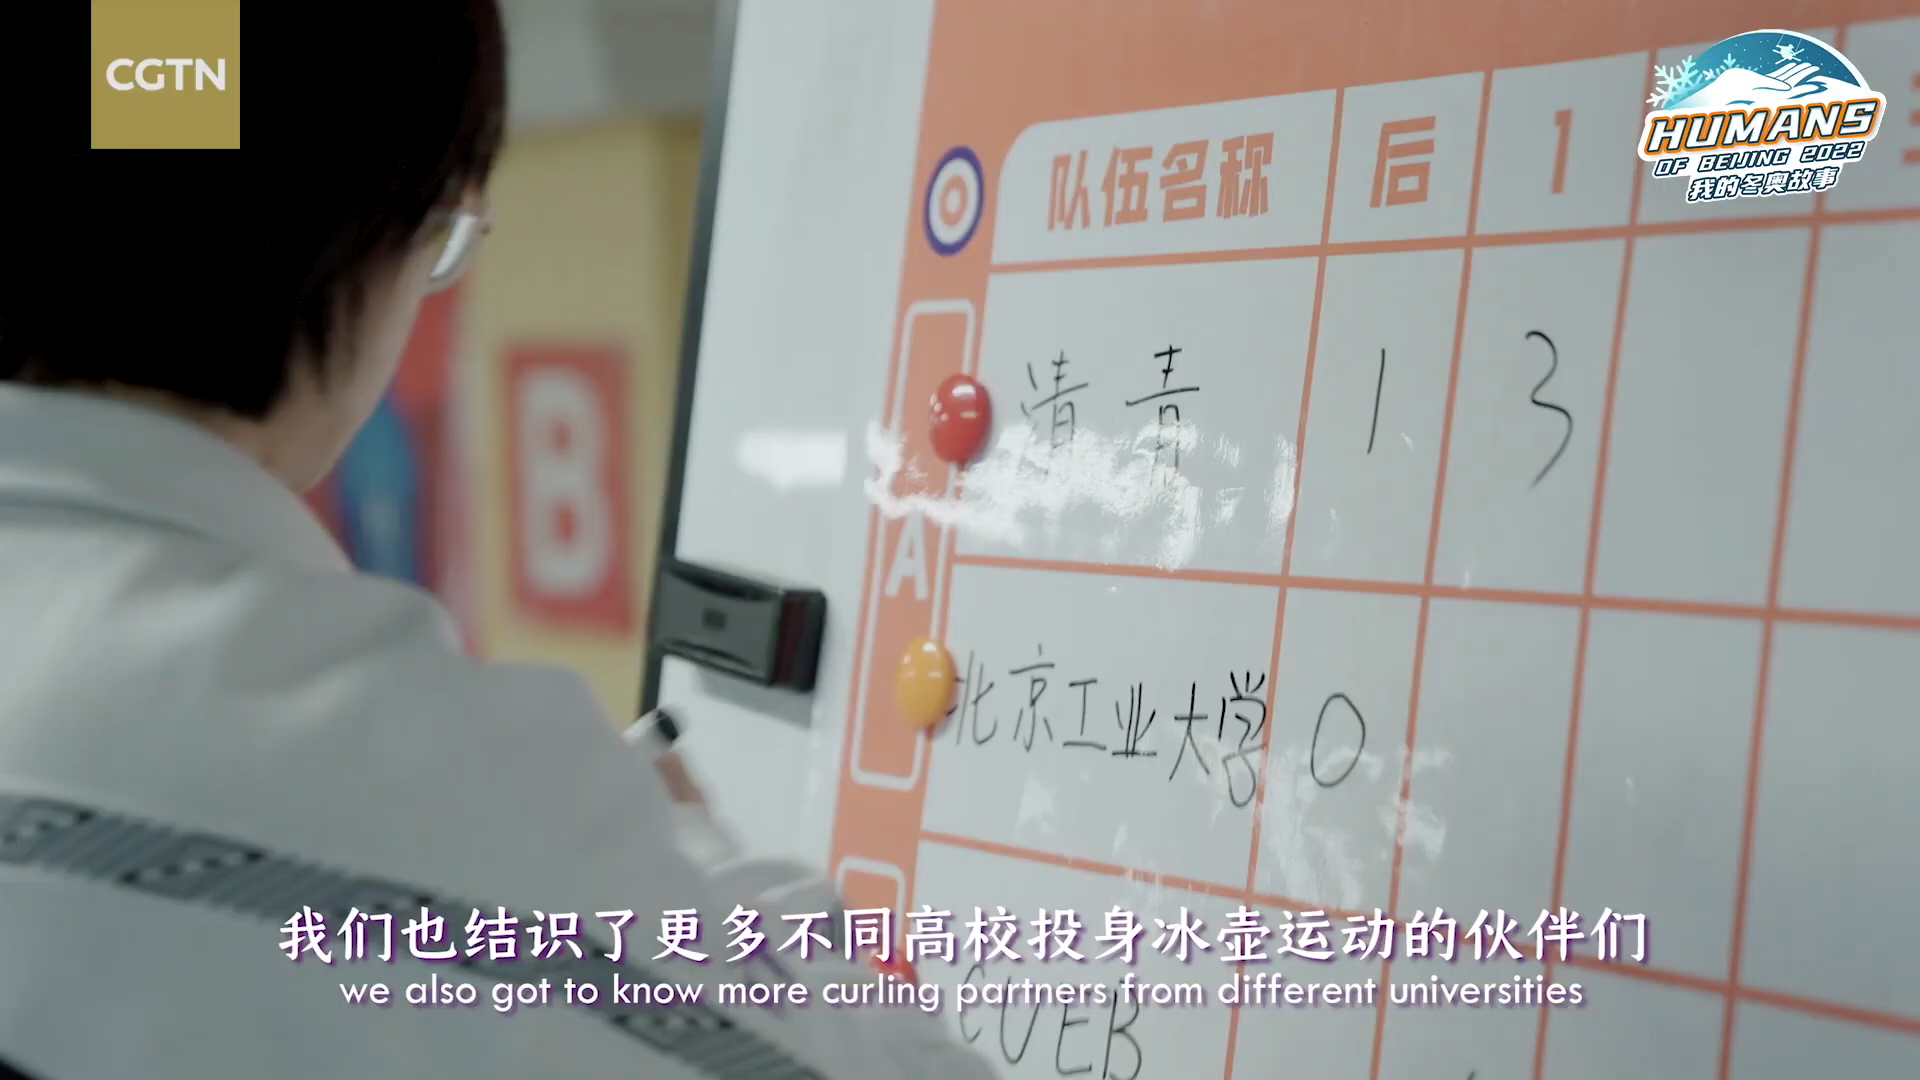 CGTN
HUMANS
OF BEIJING 2022
我的冬奥故事
队伍名称 后 1
清青 1 3
A
B
北京工业大学 0
CUEB
我们也结识了更多不同高校投身冰壶运动的伙伴们
we also got to know more curling partners from different universities